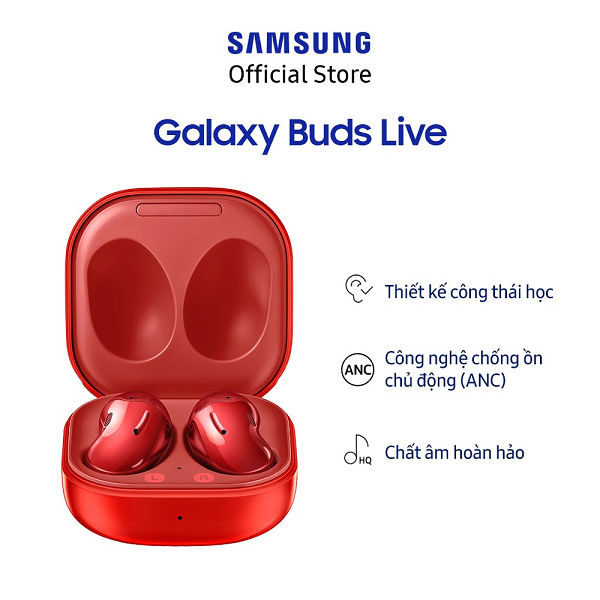 SAMSUNG
Official Store
Galaxy Buds Live
Thiết kế công thái học
ANC
Công nghệ chống ồn
chủ động (ANC)
HQ
Chất âm hoàn hảo
L
R